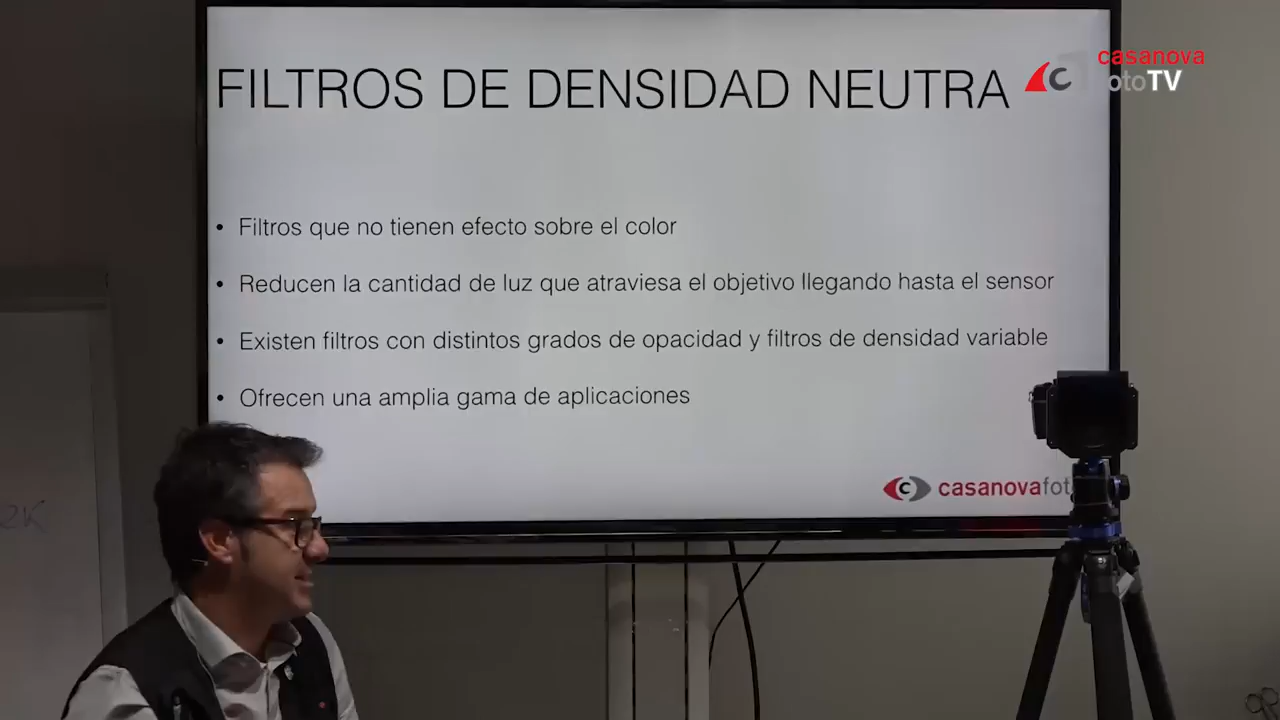 casanova
fotoTV
FILTROS DE DENSIDAD NEUTRA
• Filtros que no tienen efecto sobre el color
• Reducen la cantidad de luz que atraviesa el objetivo llegando hasta el sensor
• Existen filtros con distintos grados de opacidad y filtros de densidad variable
• Ofrecen una amplia gama de aplicaciones
casanovafot
2K